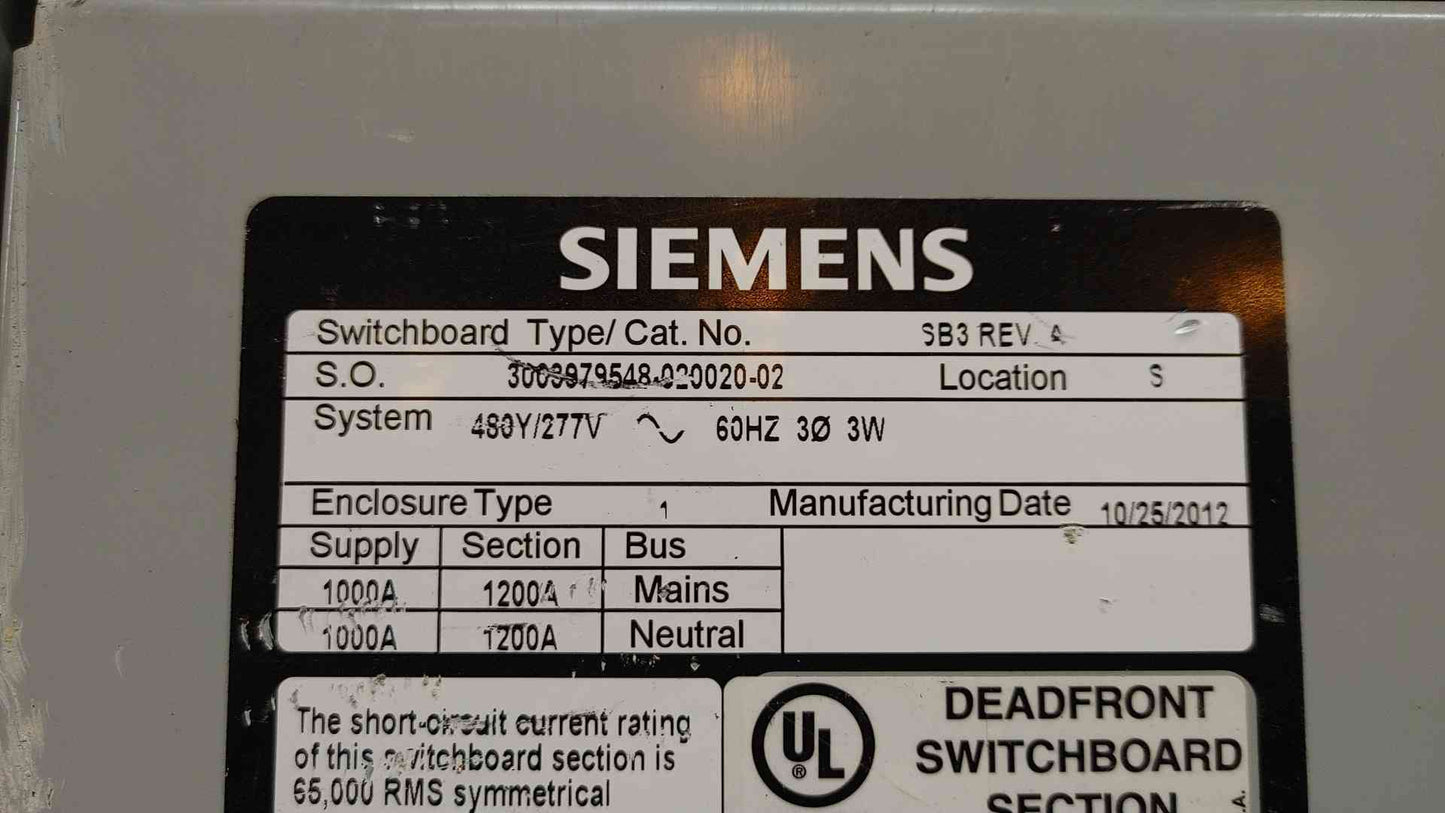 SIEMENS
Switchboard Type/ Cat. No. SB3 REV. A
S.O. 3003979548-020020-02 Location S
System 480Y/277V ∿ 60HZ 3Ø 3W
Enclosure Type 1 Manufacturing Date 10/25/2012
Supply Section Bus
1000A 1200A Mains
1000A 1200A Neutral
The short-circuit current rating
of this switchboard section is
65,000 RMS symmetrical
UL ®
DEADFRONT
SWITCHBOARD
SECTION